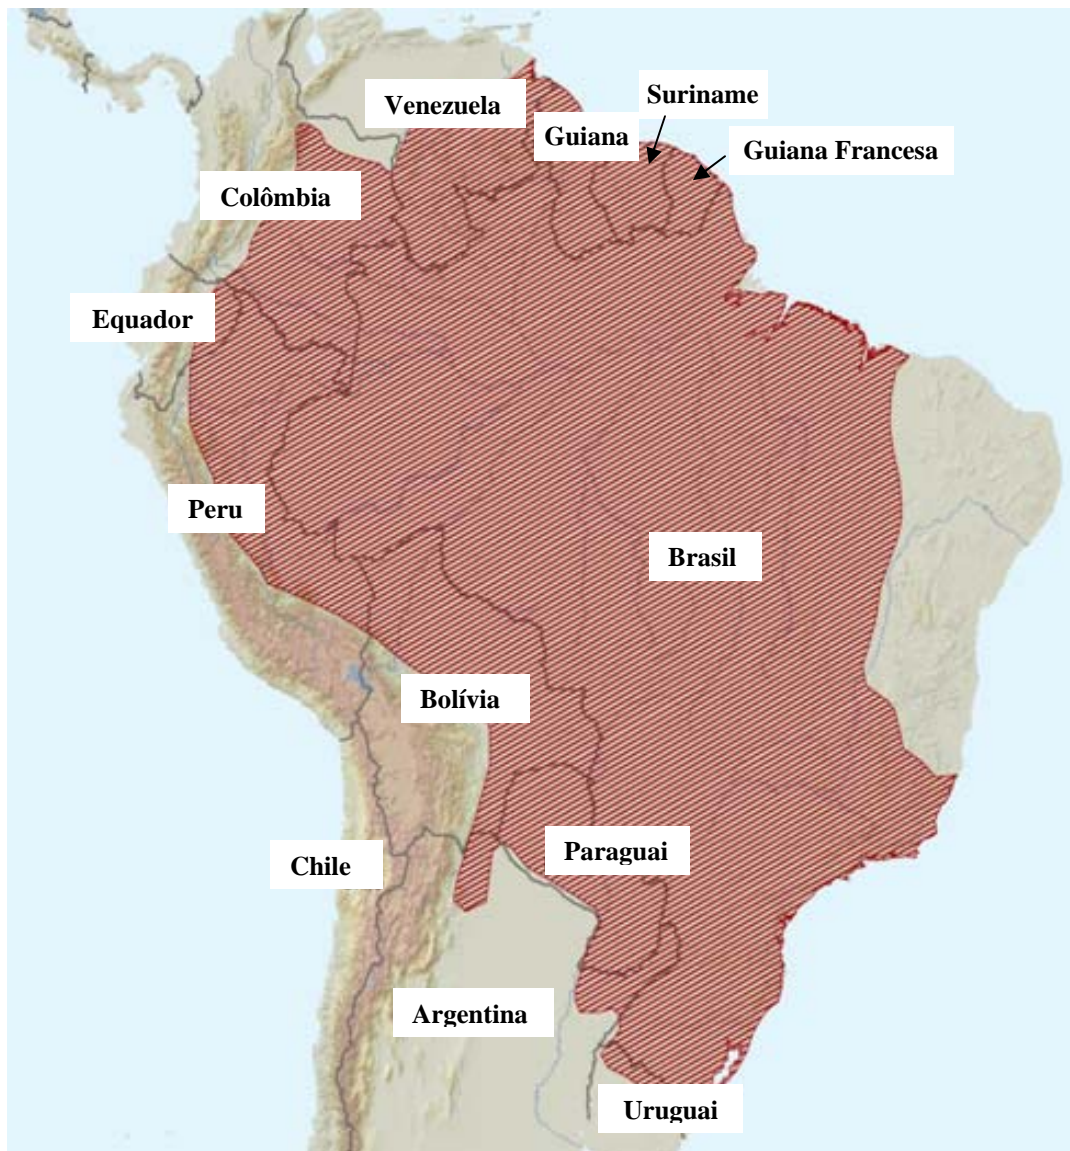 Suriname
Venezuela
Guiana
Guiana Francesa
Colômbia
Equador
Peru
Brasil
Bolívia
Paraguai
Chile
Argentina
Uruguai